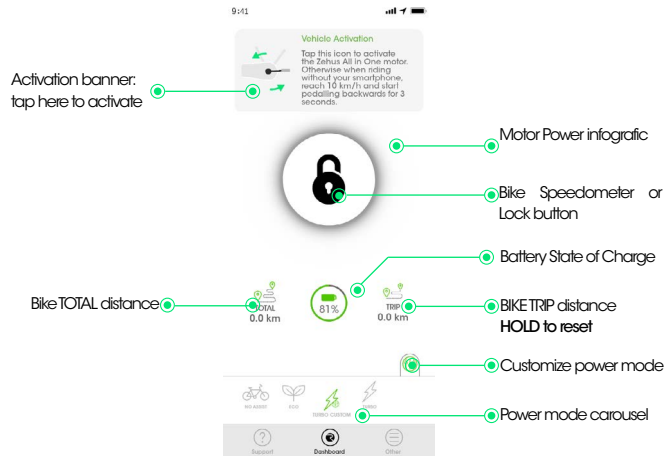 9:41
Vehicle Activation
Tap this icon to activate
the Zehus All in One motor.
Otherwise when riding
without your smartphone,
reach 10 km/h and start
pedalling backwards for 3
seconds.
Activation banner:
tap here to activate
Motor Power infografic
Bike Speedometer or
Lock button
Battery State of Charge
Bike TOTAL distance
TOTAL
0.0 km
81%
TRIP
0.0 km
BIKE TRIP distance
HOLD to reset
Customize power mode
NO ASSIST
ECO
TURBO CUSTOM
TURBO
Power mode carousel
Support
Dashboard
Other